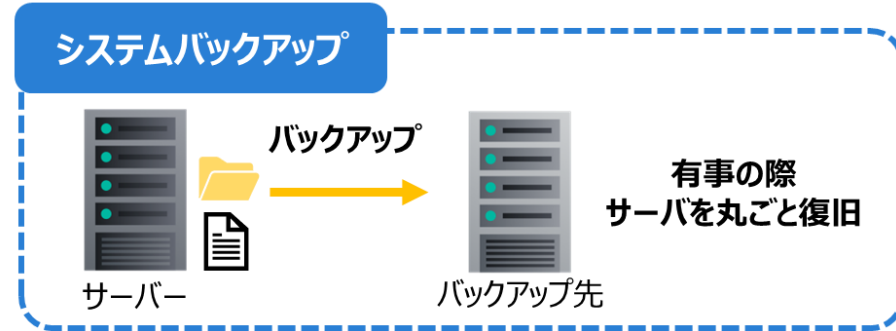 システムバックアップ
バックアップ
有事の際
サーバを丸ごと復旧
サーバー
バックアップ先